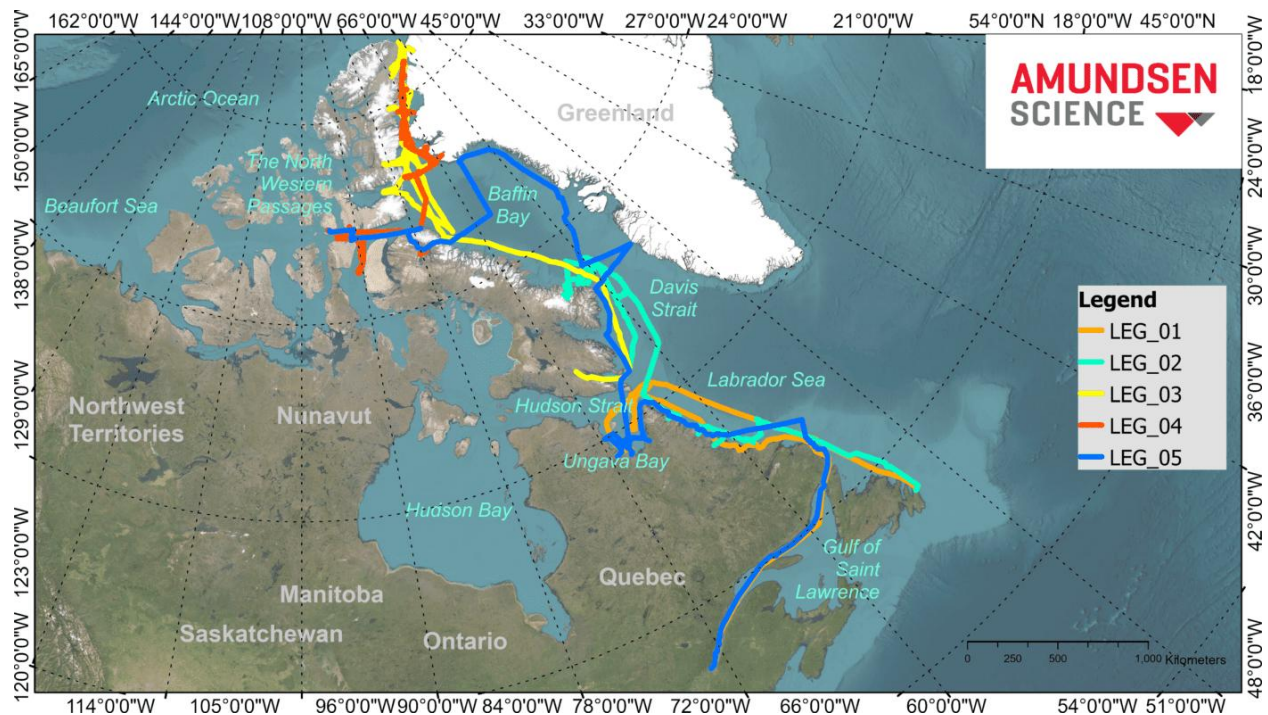 162°0'0"W
108°0'0"W
66°0'0"W
45°0'0"W
33°0'0"W
27°0'0"W
24°0'0"W
21°0'0"W
54°0'0"N
18°0'0"W
45°0'0"N
165°0'0"W
150°0'0"W
144°0'0"W
138°0'0"W
129°0'0"W
123°0'0"W
120°0'0"W
18°0'0"W
24°0'0"W
30°0'0"W
36°0'0"W
42°0'0"W
48°0'0"W
AMUNDSEN
SCIENCE
Greenland
Arctic Ocean
The North
Western
Passages
Beaufort Sea
Baffin
Bay
Davis
Strait
Legend
LEG_01
LEG_02
LEG_03
LEG_04
LEG_05
Labrador Sea
Northwest
Territories
Nunavut
Hudson Strait
Ungava Bay
Hudson Bay
Quebec
Gulf of
Saint
Lawrence
Manitoba
Saskatchewan
Ontario
0 250 500 1,000 Kilometers
114°0'0"W
105°0'0"W
96°0'0"W
90°0'0"W
84°0'0"W
78°0'0"W
72°0'0"W
66°0'0"W
60°0'0"W
54°0'0"W
51°0'0"W